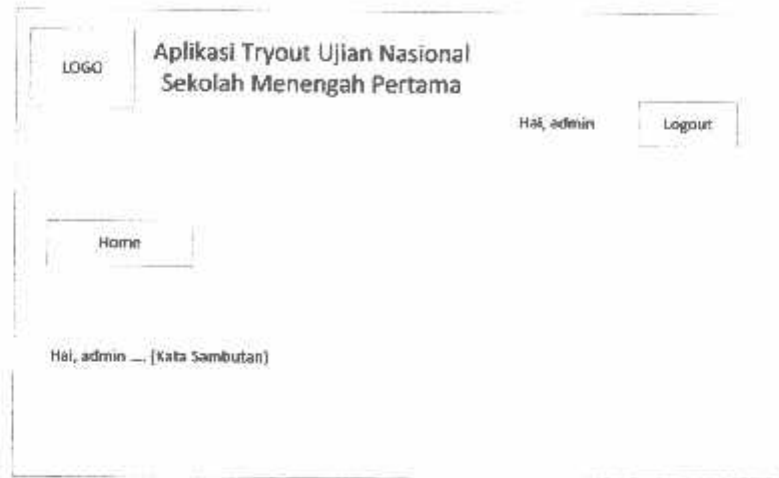 LOGO
Aplikasi Tryout Ujian Nasional
Sekolah Menengah Pertama
Hai, admin
Logout
Home
Hai, admin .... (Kata Sambutan)